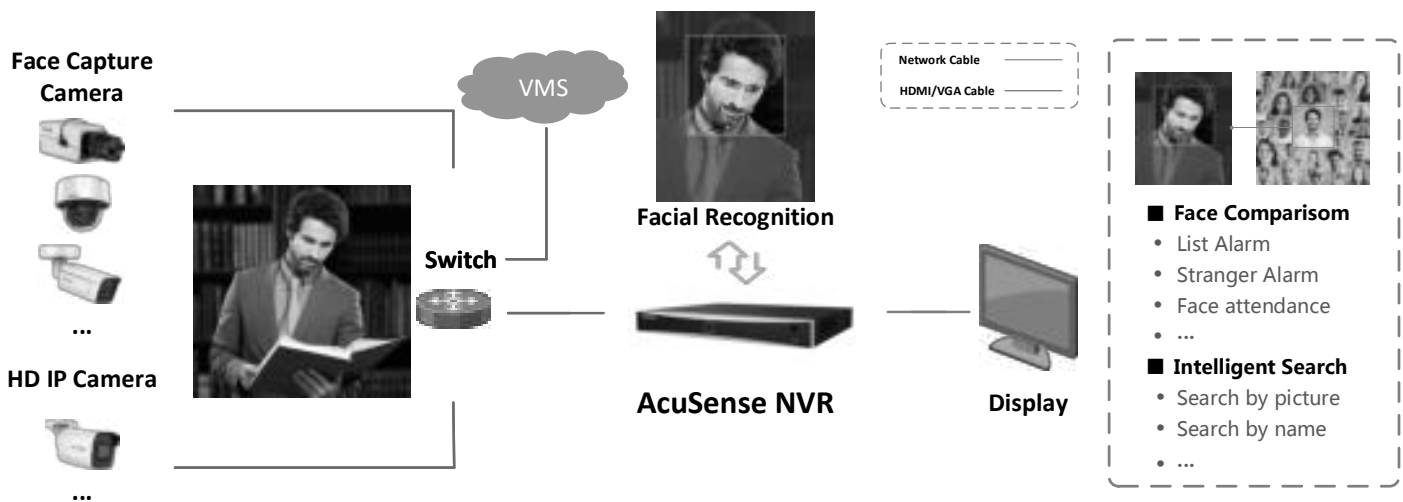 Face Capture
Camera
...
HD IP Camera
...
VMS
Switch
Facial Recognition
AcuSense NVR
Display
Network Cable
HDMI/VGA Cable
■ Face Comparisom
• List Alarm
• Stranger Alarm
• Face attendance
• ...
■ Intelligent Search
• Search by picture
• Search by name
• ...